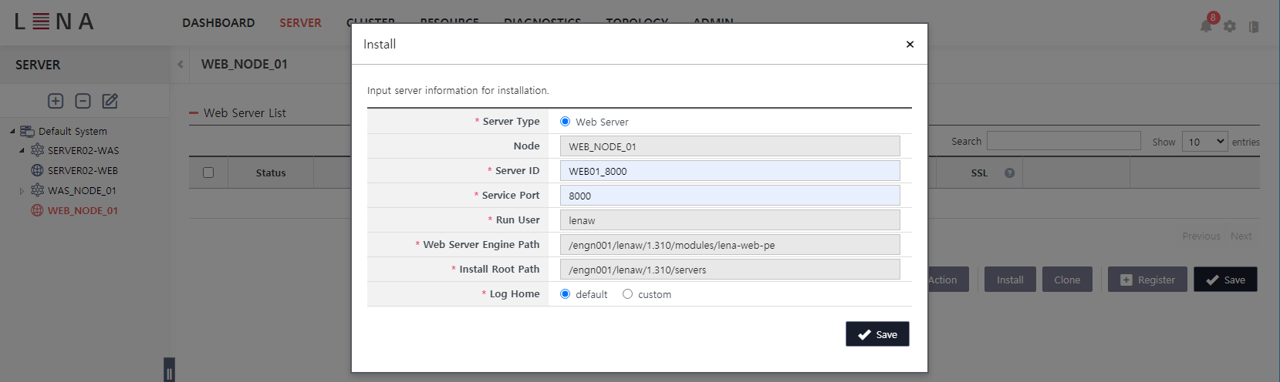 LENA
DASHBOARD SERVER CLUSTER RESOURCE DIAGNOSTICS TOPOLOGY ADMIN
8
SERVER
WEB_NODE_01
Default System
SERVER02-WAS
SERVER02-WEB
WAS_NODE_01
WEB_NODE_01
Web Server List
Search
Show 10 entries
Status
SSL ?
Previous Next
Action Install Clone Register Save
Install
×
Input server information for installation.
* Server Type Web Server
Node WEB_NODE_01
* Server ID WEB01_8000
* Service Port 8000
* Run User lenaw
* Web Server Engine Path /engn001/lenaw/1.310/modules/lena-web-pe
* Install Root Path /engn001/lenaw/1.310/servers
* Log Home default custom
Save